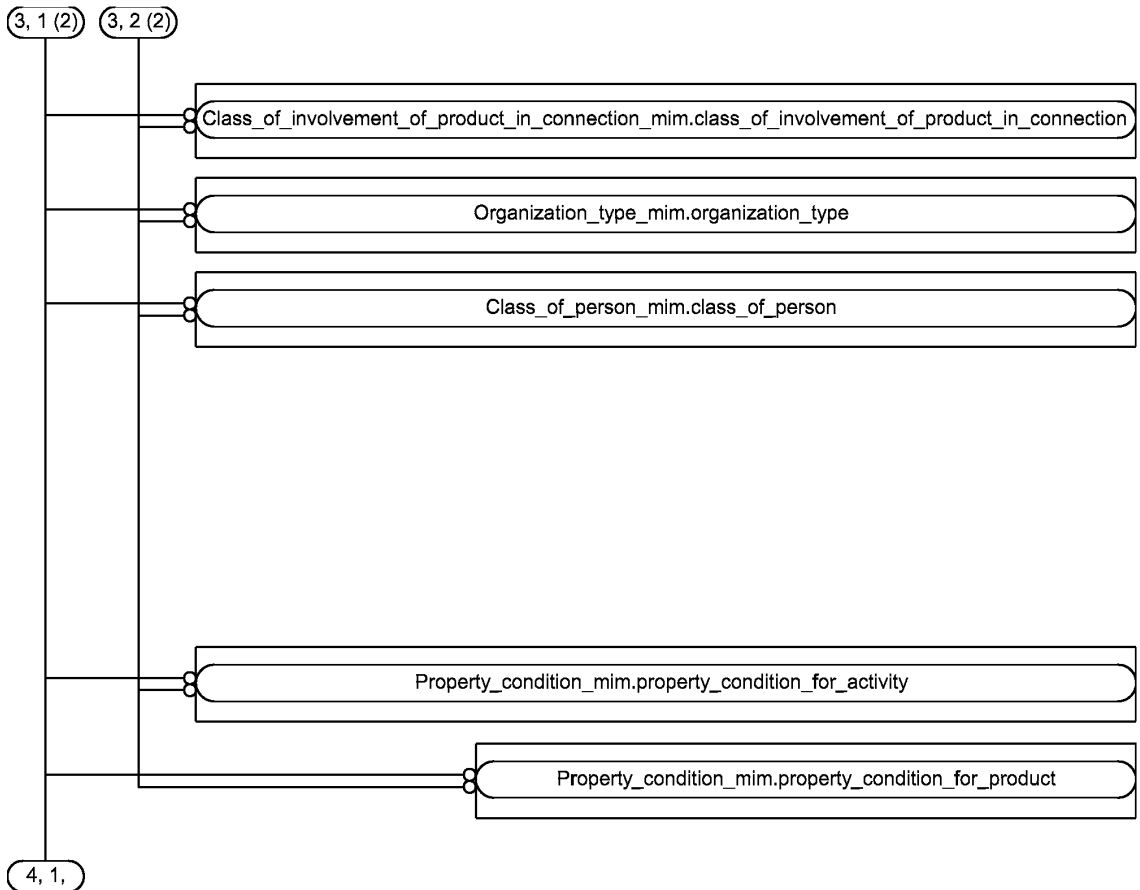 3, 1 (2) 3, 2 (2)
Class_of_involvement_of_product_in_connection_mim.class_of_involvement_of_product_in_connection
Organization_type_mim.organization_type
Class_of_person_mim.class_of_person
Property_condition_mim.property_condition_for_activity
Property_condition_mim.property_condition_for_product
4, 1,